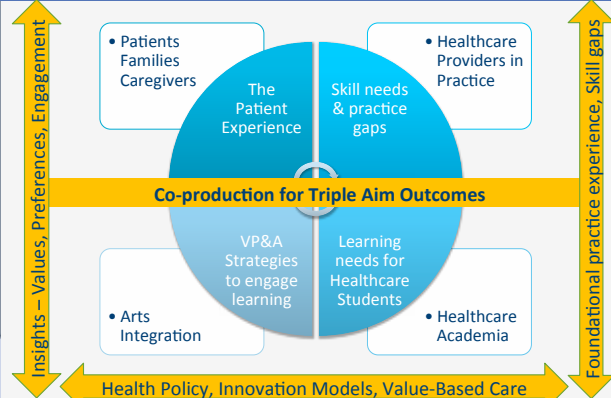 Insights – Values, Preferences, Engagement
• Patients
Families
Caregivers
The
Patient
Experience
Skill needs
& practice
gaps
• Healthcare
Providers in
Practice
Foundational practice experience, Skill gaps
Co-production for Triple Aim Outcomes
• Arts
Integration
VP&A
Strategies
to engage
learning
Learning
needs for
Healthcare
Students
• Healthcare
Academia
Health Policy, Innovation Models, Value-Based Care